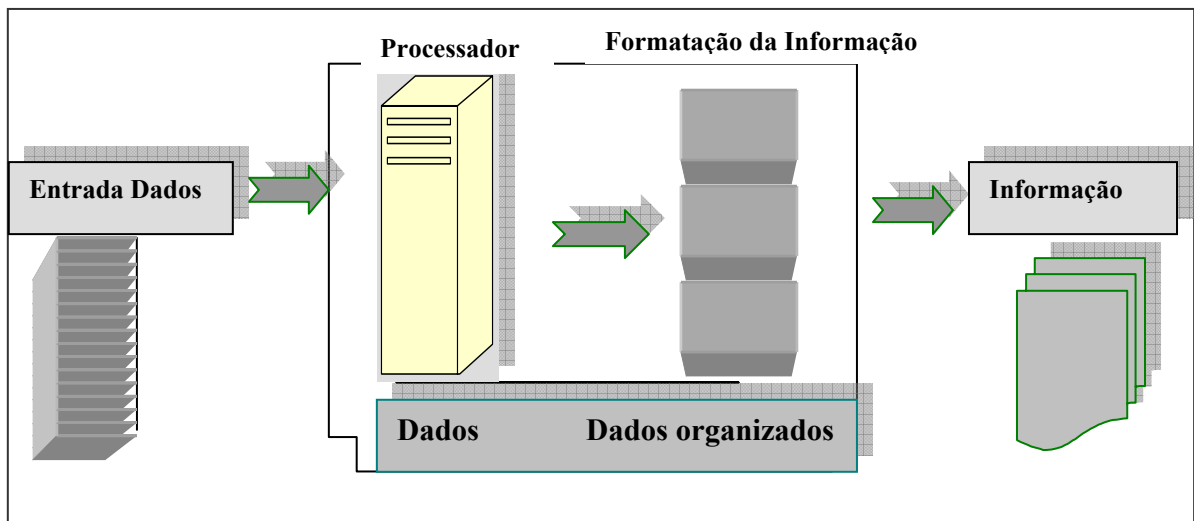 Processador
Formatação da Informação
Entrada Dados
Informação
Dados
Dados organizados